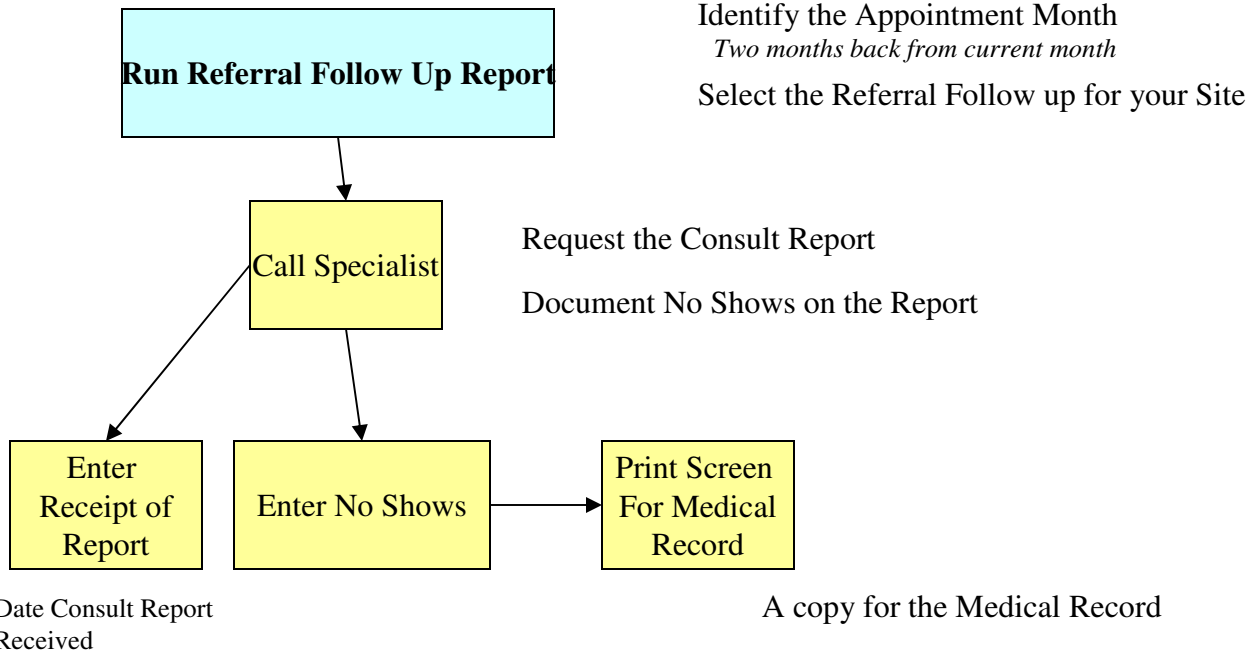 Identify the Appointment Month
Two months back from current month
Run Referral Follow Up Report
Select the Referral Follow up for your Site
Call Specialist
Request the Consult Report
Document No Shows on the Report
Enter
Receipt of
Report
Enter No Shows
Print Screen
For Medical
Record
Date Consult Report
Received
A copy for the Medical Record